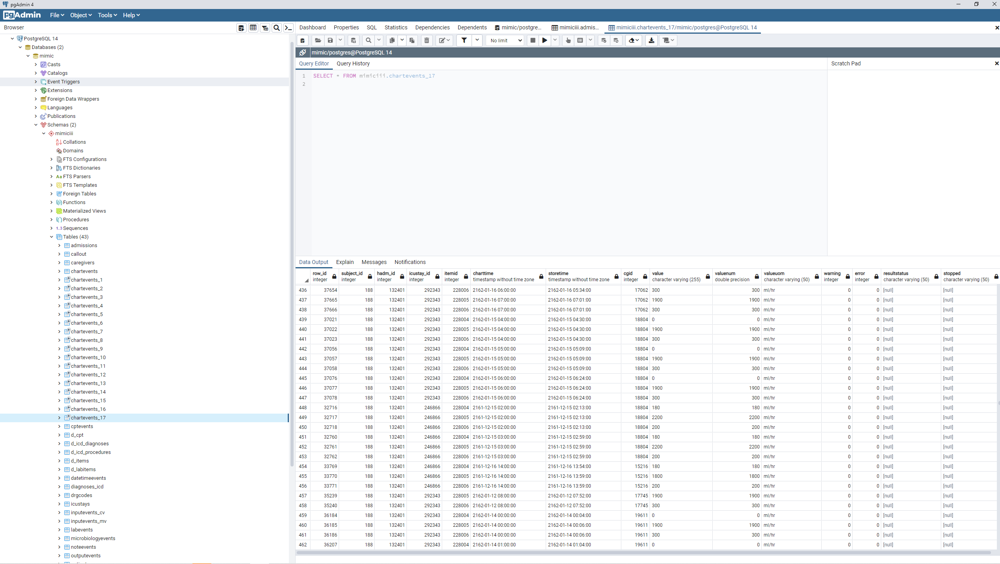 pgAdmin 4
pgAdmin File Object Tools Help
Browser
PostgreSQL 14
Databases (2)
mimic
Casts
Catalogs
Event Triggers
Extensions
Foreign Data Wrappers
Languages
Publications
Schemas (2)
mimiciii
Collations
Domains
FTS Configurations
FTS Dictionaries
Aa FTS Parsers
FTS Templates
Foreign Tables
Functions
Materialized Views
Procedures
1..3 Sequences
Tables (43)
admissions
callout
caregivers
chartevents
chartevents_1
chartevents_2
chartevents_3
chartevents_4
chartevents_5
chartevents_6
chartevents_7
chartevents_8
chartevents_9
chartevents_10
chartevents_11
chartevents_12
chartevents_13
chartevents_14
chartevents_15
chartevents_16
chartevents_17
cptevents
d_cpt
d_icd_diagnoses
d_icd_procedures
d_items
d_labitems
datetimeevents
diagnoses_icd
drgcodes
icustays
inputevents_cv
inputevents_mv
labevents
microbiologyevents
noteevents
outputevents
Dashboard Properties SQL Statistics Dependencies Dependents mimic/postgre... mimiciii.admis... mimiciii.chartevents_17/mimic/postgres@PostgreSQL 14
No limit
mimic/postgres@PostgreSQL 14
Query Editor Query History
Scratch Pad
1 SELECT * FROM mimiciii.chartevents_17
2
Data Output Explain Messages Notifications
row_id subject_id hadm_id icustay_id itemid charttime storetime cgid value valuenum valueuom warning error resultstatus stopped
integer integer integer integer integer timestamp without time zone timestamp without time zone integer character varying (255) double precision character varying (50) integer integer character varying (50) character varying (50)
436 37654 188 132401 292343 228006 2162-01-16 06:00:00 2162-01-16 05:34:00 17062 300 300 ml/hr 0 0 [null] [null]
437 37665 188 132401 292343 228005 2162-01-16 07:00:00 2162-01-16 07:01:00 17062 1900 1900 ml/hr 0 0 [null] [null]
438 37666 188 132401 292343 228006 2162-01-16 07:00:00 2162-01-16 07:01:00 17062 300 300 ml/hr 0 0 [null] [null]
439 37021 188 132401 292343 228004 2162-01-15 04:00:00 2162-01-15 04:30:00 18804 0 0 ml/hr 0 0 [null] [null]
440 37022 188 132401 292343 228005 2162-01-15 04:00:00 2162-01-15 04:30:00 18804 1900 1900 ml/hr 0 0 [null] [null]
441 37023 188 132401 292343 228006 2162-01-15 04:00:00 2162-01-15 04:30:00 18804 300 300 ml/hr 0 0 [null] [null]
442 37056 188 132401 292343 228004 2162-01-15 05:00:00 2162-01-15 05:09:00 18804 0 0 ml/hr 0 0 [null] [null]
443 37057 188 132401 292343 228005 2162-01-15 05:00:00 2162-01-15 05:09:00 18804 1900 1900 ml/hr 0 0 [null] [null]
444 37058 188 132401 292343 228006 2162-01-15 05:00:00 2162-01-15 05:09:00 18804 300 300 ml/hr 0 0 [null] [null]
445 37076 188 132401 292343 228004 2162-01-15 06:00:00 2162-01-15 06:24:00 18804 0 0 ml/hr 0 0 [null] [null]
446 37077 188 132401 292343 228005 2162-01-15 06:00:00 2162-01-15 06:24:00 18804 1900 1900 ml/hr 0 0 [null] [null]
447 37078 188 132401 292343 228006 2162-01-15 06:00:00 2162-01-15 06:24:00 18804 300 300 ml/hr 0 0 [null] [null]
448 32716 188 132401 246866 228004 2161-12-15 02:00:00 2161-12-15 02:13:00 18804 180 180 ml/hr 0 0 [null] [null]
449 32717 188 132401 246866 228005 2161-12-15 02:00:00 2161-12-15 02:13:00 18804 2200 2200 ml/hr 0 0 [null] [null]
450 32718 188 132401 246866 228006 2161-12-15 02:00:00 2161-12-15 02:13:00 18804 200 200 ml/hr 0 0 [null] [null]
451 32760 188 132401 246866 228004 2161-12-15 03:00:00 2161-12-15 02:59:00 18804 180 180 ml/hr 0 0 [null] [null]
452 32761 188 132401 246866 228005 2161-12-15 03:00:00 2161-12-15 02:59:00 18804 2200 2200 ml/hr 0 0 [null] [null]
453 32762 188 132401 246866 228006 2161-12-15 03:00:00 2161-12-15 02:59:00 18804 200 200 ml/hr 0 0 [null] [null]
454 33769 188 132401 246866 228004 2161-12-16 14:00:00 2161-12-16 13:54:00 15216 180 180 ml/hr 0 0 [null] [null]
455 33770 188 132401 246866 228005 2161-12-16 14:00:00 2161-12-16 13:59:00 15216 1800 1800 ml/hr 0 0 [null] [null]
456 33771 188 132401 246866 228006 2161-12-16 14:00:00 2161-12-16 13:59:00 15216 200 200 ml/hr 0 0 [null] [null]
457 35239 188 132401 292343 228005 2162-01-12 08:00:00 2162-01-12 07:52:00 17745 1900 1900 ml/hr 0 0 [null] [null]
458 35240 188 132401 292343 228006 2162-01-12 08:00:00 2162-01-12 07:52:00 17745 300 300 ml/hr 0 0 [null] [null]
459 36184 188 132401 292343 228004 2162-01-14 00:00:00 2162-01-14 00:04:00 19611 0 0 ml/hr 0 0 [null] [null]
460 36185 188 132401 292343 228005 2162-01-14 00:00:00 2162-01-14 00:06:00 19611 1900 1900 ml/hr 0 0 [null] [null]
461 36186 188 132401 292343 228006 2162-01-14 00:00:00 2162-01-14 00:06:00 19611 300 300 ml/hr 0 0 [null] [null]
462 36207 188 132401 292343 228004 2162-01-14 01:00:00 2162-01-14 01:04:00 19611 0 0 ml/hr 0 0 [null] [null]